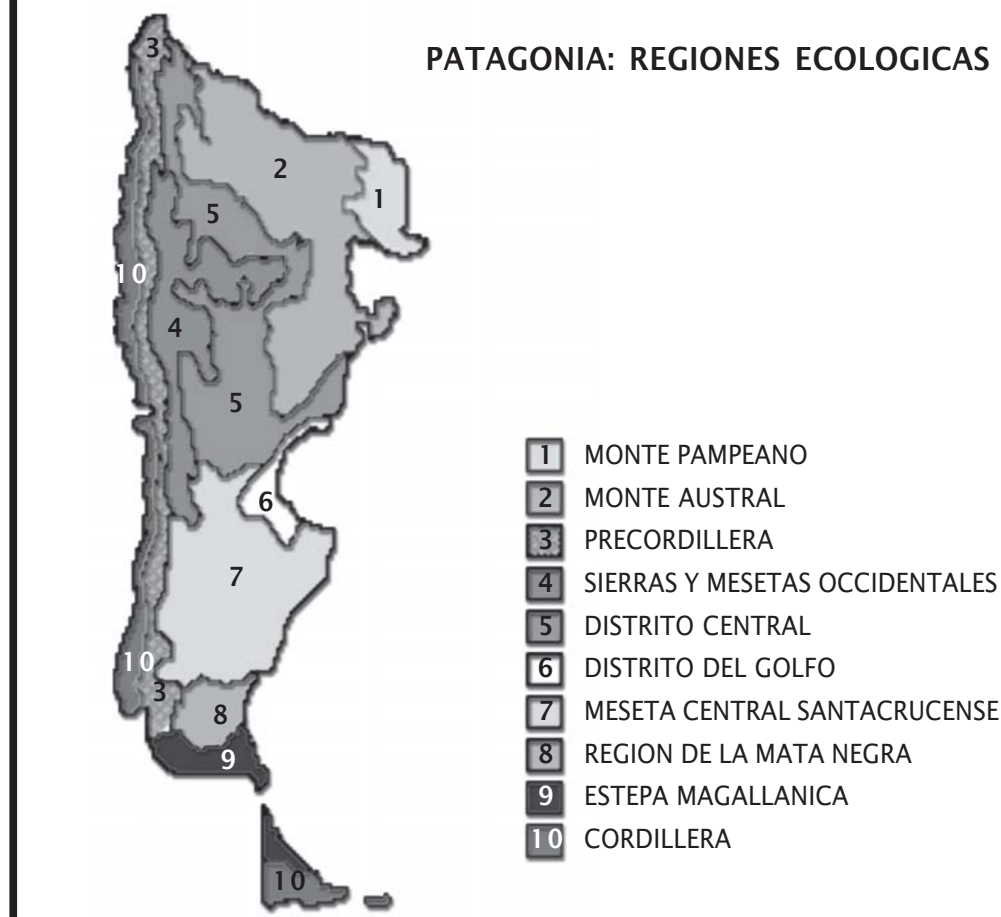 PATAGONIA: REGIONES ECOLOGICAS
3
2
1
5
10
4
5
6
7
10
3
8
9
10
1 MONTE PAMPEANO
2 MONTE AUSTRAL
3 PRECORDILLERA
4 SIERRAS Y MESETAS OCCIDENTALES
5 DISTRITO CENTRAL
6 DISTRITO DEL GOLFO
7 MESETA CENTRAL SANTACRUCENSE
8 REGION DE LA MATA NEGRA
9 ESTEPA MAGALLANICA
10 CORDILLERA